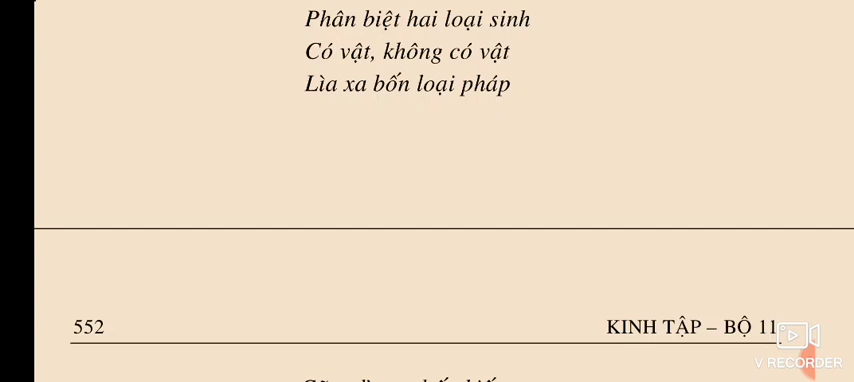 Phân biệt hai loại sinh
Có vật, không có vật
Lìa xa bốn loại pháp
552
KINH TẬP – BỘ 11
V RECORDER